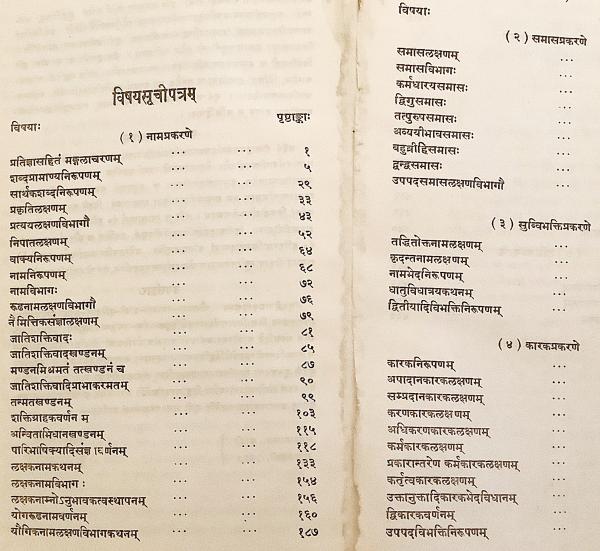 विषयसूचीपत्रम्
विषयाः पृष्ठाङ्काः
( १ ) नामप्रकरणे
प्रतिज्ञासहितं मङ्गलाचरणम् ... ... १
शब्दप्रामाण्यनिरूपणम् ... ... ५
सार्थकशब्दनिरूपणम् ... ... २९
प्रकृतिलक्षणम् ... ... ३३
प्रत्ययलक्षणविभागौ ... ... ४३
निपातलक्षणम् ... ... ५२
वाक्यनिरूपणम् ... ... ६४
नामनिरूपणम् ... ... ६८
नामविभागः ... ... ७२
रूढनामलक्षणविभागौ ... ... ७६
नैमित्तिकसंज्ञालक्षणम् ... ... ७९
जातिशक्तिवादः ... ... ८१
जातिशक्तिवादखण्डनम् ... ... ८५
मण्डनमिश्रमतं तत्खण्डनं च ... ... ८७
जातिशक्तिवादिप्राभाकरमतम् ... ... ९०
तन्मतखण्डनम् ... ... ९९
शक्तिग्राहकवर्णनम ... ... १०३
अन्विताभिधानखण्डनम् ... ... ११५
पारिभाषिक्यादिसंज्ञावर्णनम् ... ... ११८
लक्षकनामकथनम् ... ... १३३
लक्षकनामविभागः ... ... १५४
लक्षकनाम्नोऽनुभावकत्वस्थापनम् ... ... १५६
योगरूढनामवर्णनम् ... ... १६०
यौगिकनामलक्षणविभागकथनम् ... ... १८७
विषयाः
( २ ) समासप्रकरणे
समासलक्षणम् ...
समासविभागः ...
कर्मधारयसमासः ...
द्विगुसमासः ...
तत्पुरुषसमासः ...
अव्ययीभावसमासः ...
बहुव्रीहिसमासः ...
द्वन्द्वसमासः ...
उपपदसमासलक्षणविभागौ ...
( ३ ) सुब्विभक्तिप्रकरणे
तद्धितोक्तनामलक्षणम् ...
कृदन्तनामलक्षणम् ...
नामभेदनिरूपणम् ...
धातुविधात्रयकथनम् ...
द्वितीयादिविभक्तिनिरूपणम् ...
( ४ ) कारकप्रकरणे
कारकनिरूपणम् ...
अपादानकारकलक्षणम् ...
सम्प्रदानकारकलक्षणम् ...
करणकारकलक्षणम् ...
अधिकरणकारकलक्षणम् ...
कर्मकारकलक्षणम् ...
प्रकारान्तरेण कर्मकारकलक्षणम् ...
कर्तृत्वकारकलक्षणम् ...
उक्तानुक्तादिकारकभेदविधानम् ...
द्विकारकवर्णनम् ...
उपपदविभक्तिनिरूपणम् ...